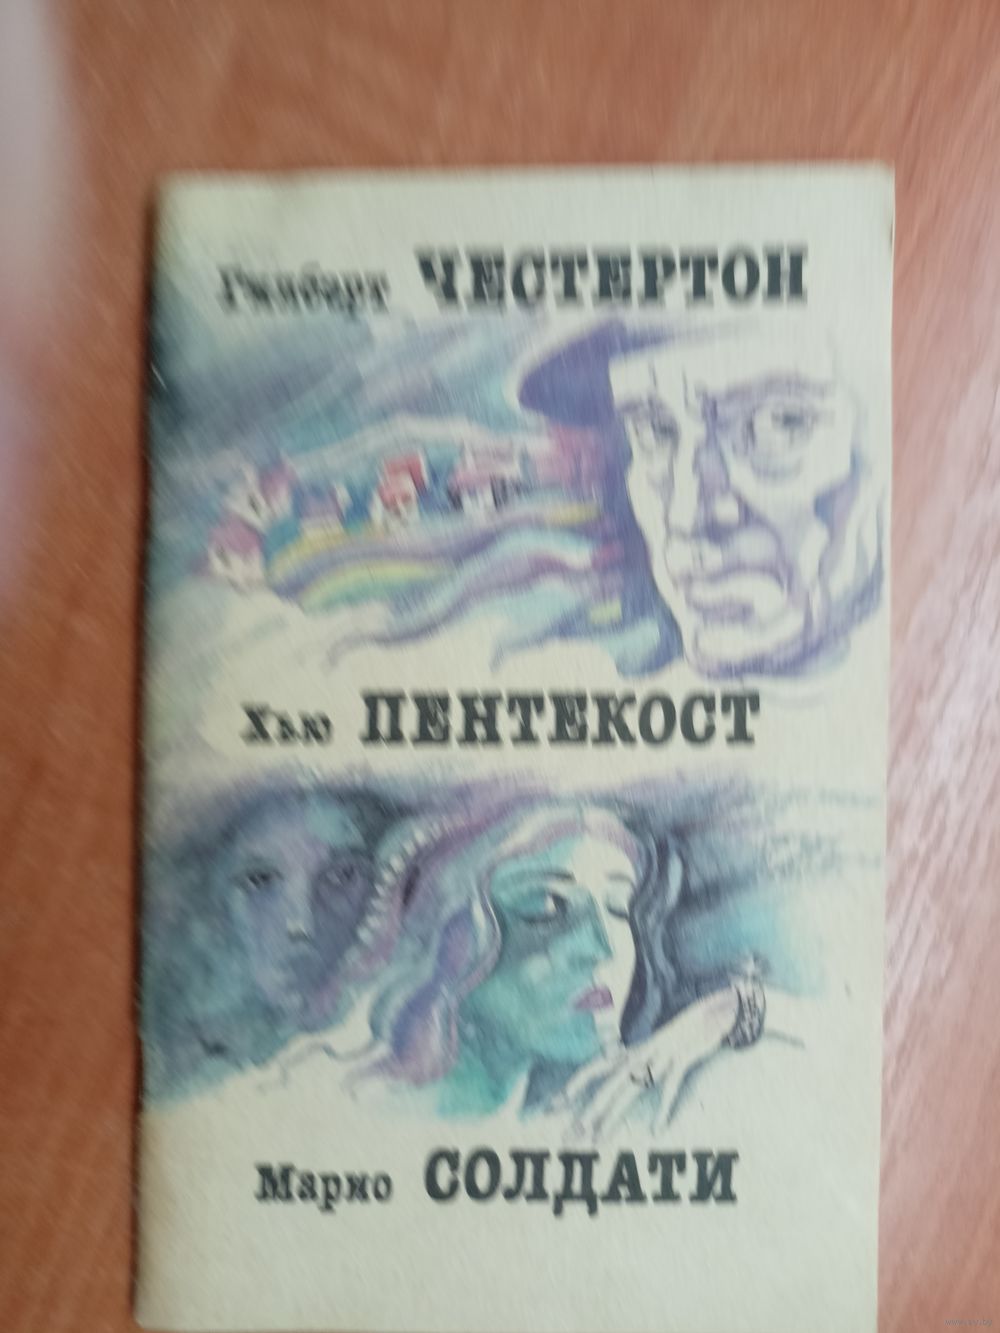 Гилберт ЧЕСТЕРТОН
Хью ПЕНТЕКОСТ
Марио СОЛДАТИ